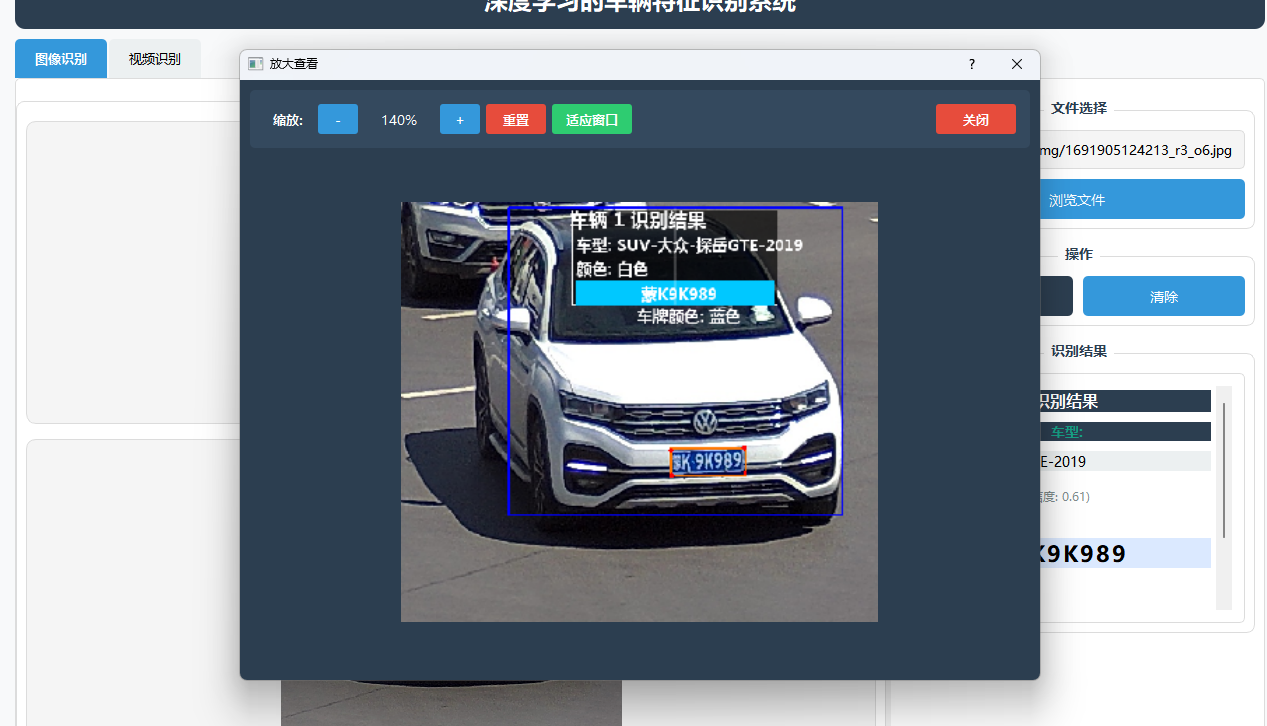 深度学习的车辆特征识别系统
图像识别
视频识别
放大查看
?
缩放:
-
140%
+
重置
适应窗口
关闭
车辆 1 识别结果
车型: SUV-大众-探岳GTE-2019
颜色: 白色
蒙K9K989
车牌颜色: 蓝色
蒙K·9K989
文件选择
mg/1691905124213_r3_o6.jpg
浏览文件
操作
清除
识别结果
识别结果
车型:
E-2019
信度: 0.61)
K9K989